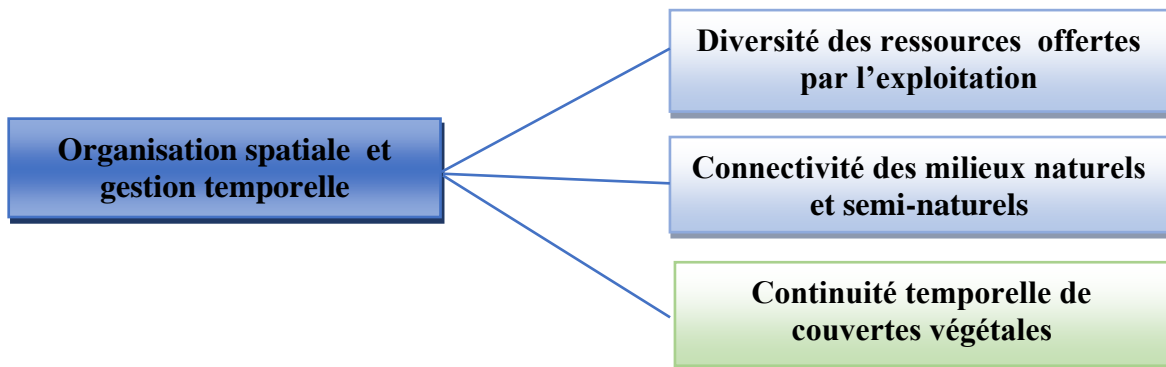 Organisation spatiale et
gestion temporelle
Diversité des ressources offertes
par l’exploitation
Connectivité des milieux naturels
et semi-naturels
Continuité temporelle de
couvertes végétales